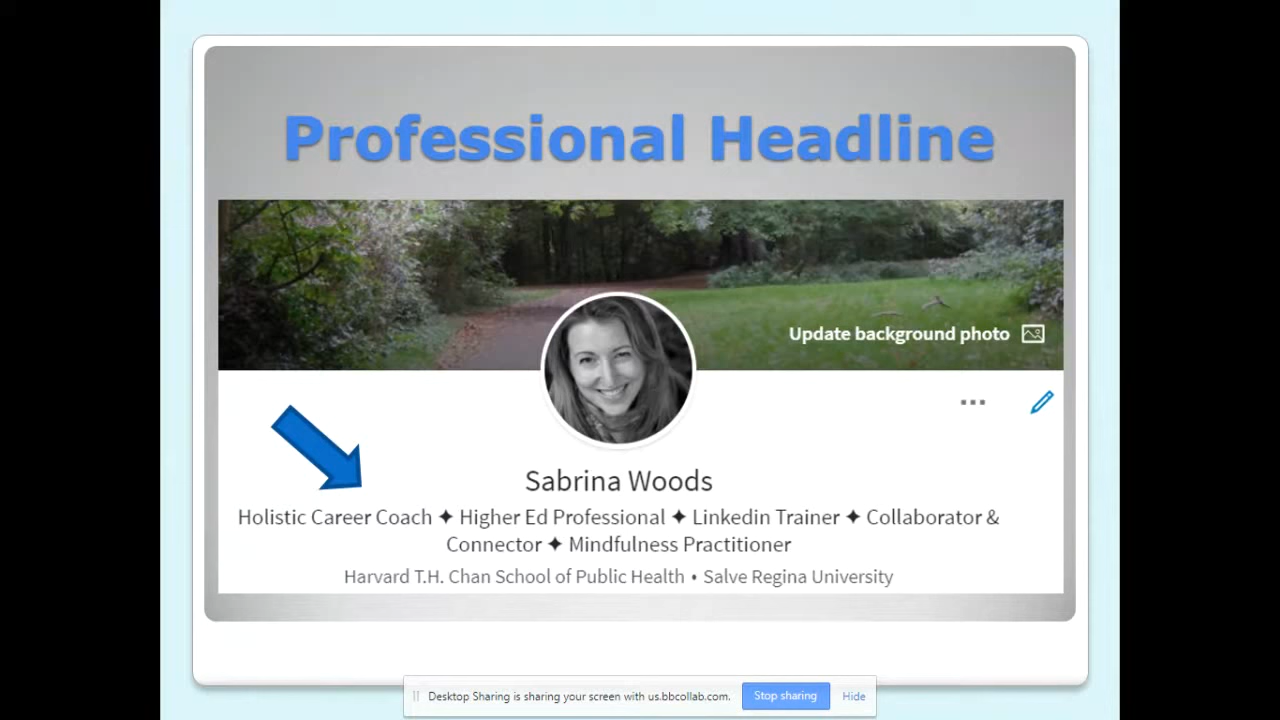 Professional Headline
Update background photo
Sabrina Woods
Holistic Career Coach ✦ Higher Ed Professional ✦ Linkedin Trainer ✦ Collaborator &
Connector ✦ Mindfulness Practitioner
Harvard T.H. Chan School of Public Health • Salve Regina University
Desktop Sharing is sharing your screen with us.bbcollab.com. Stop sharing Hide